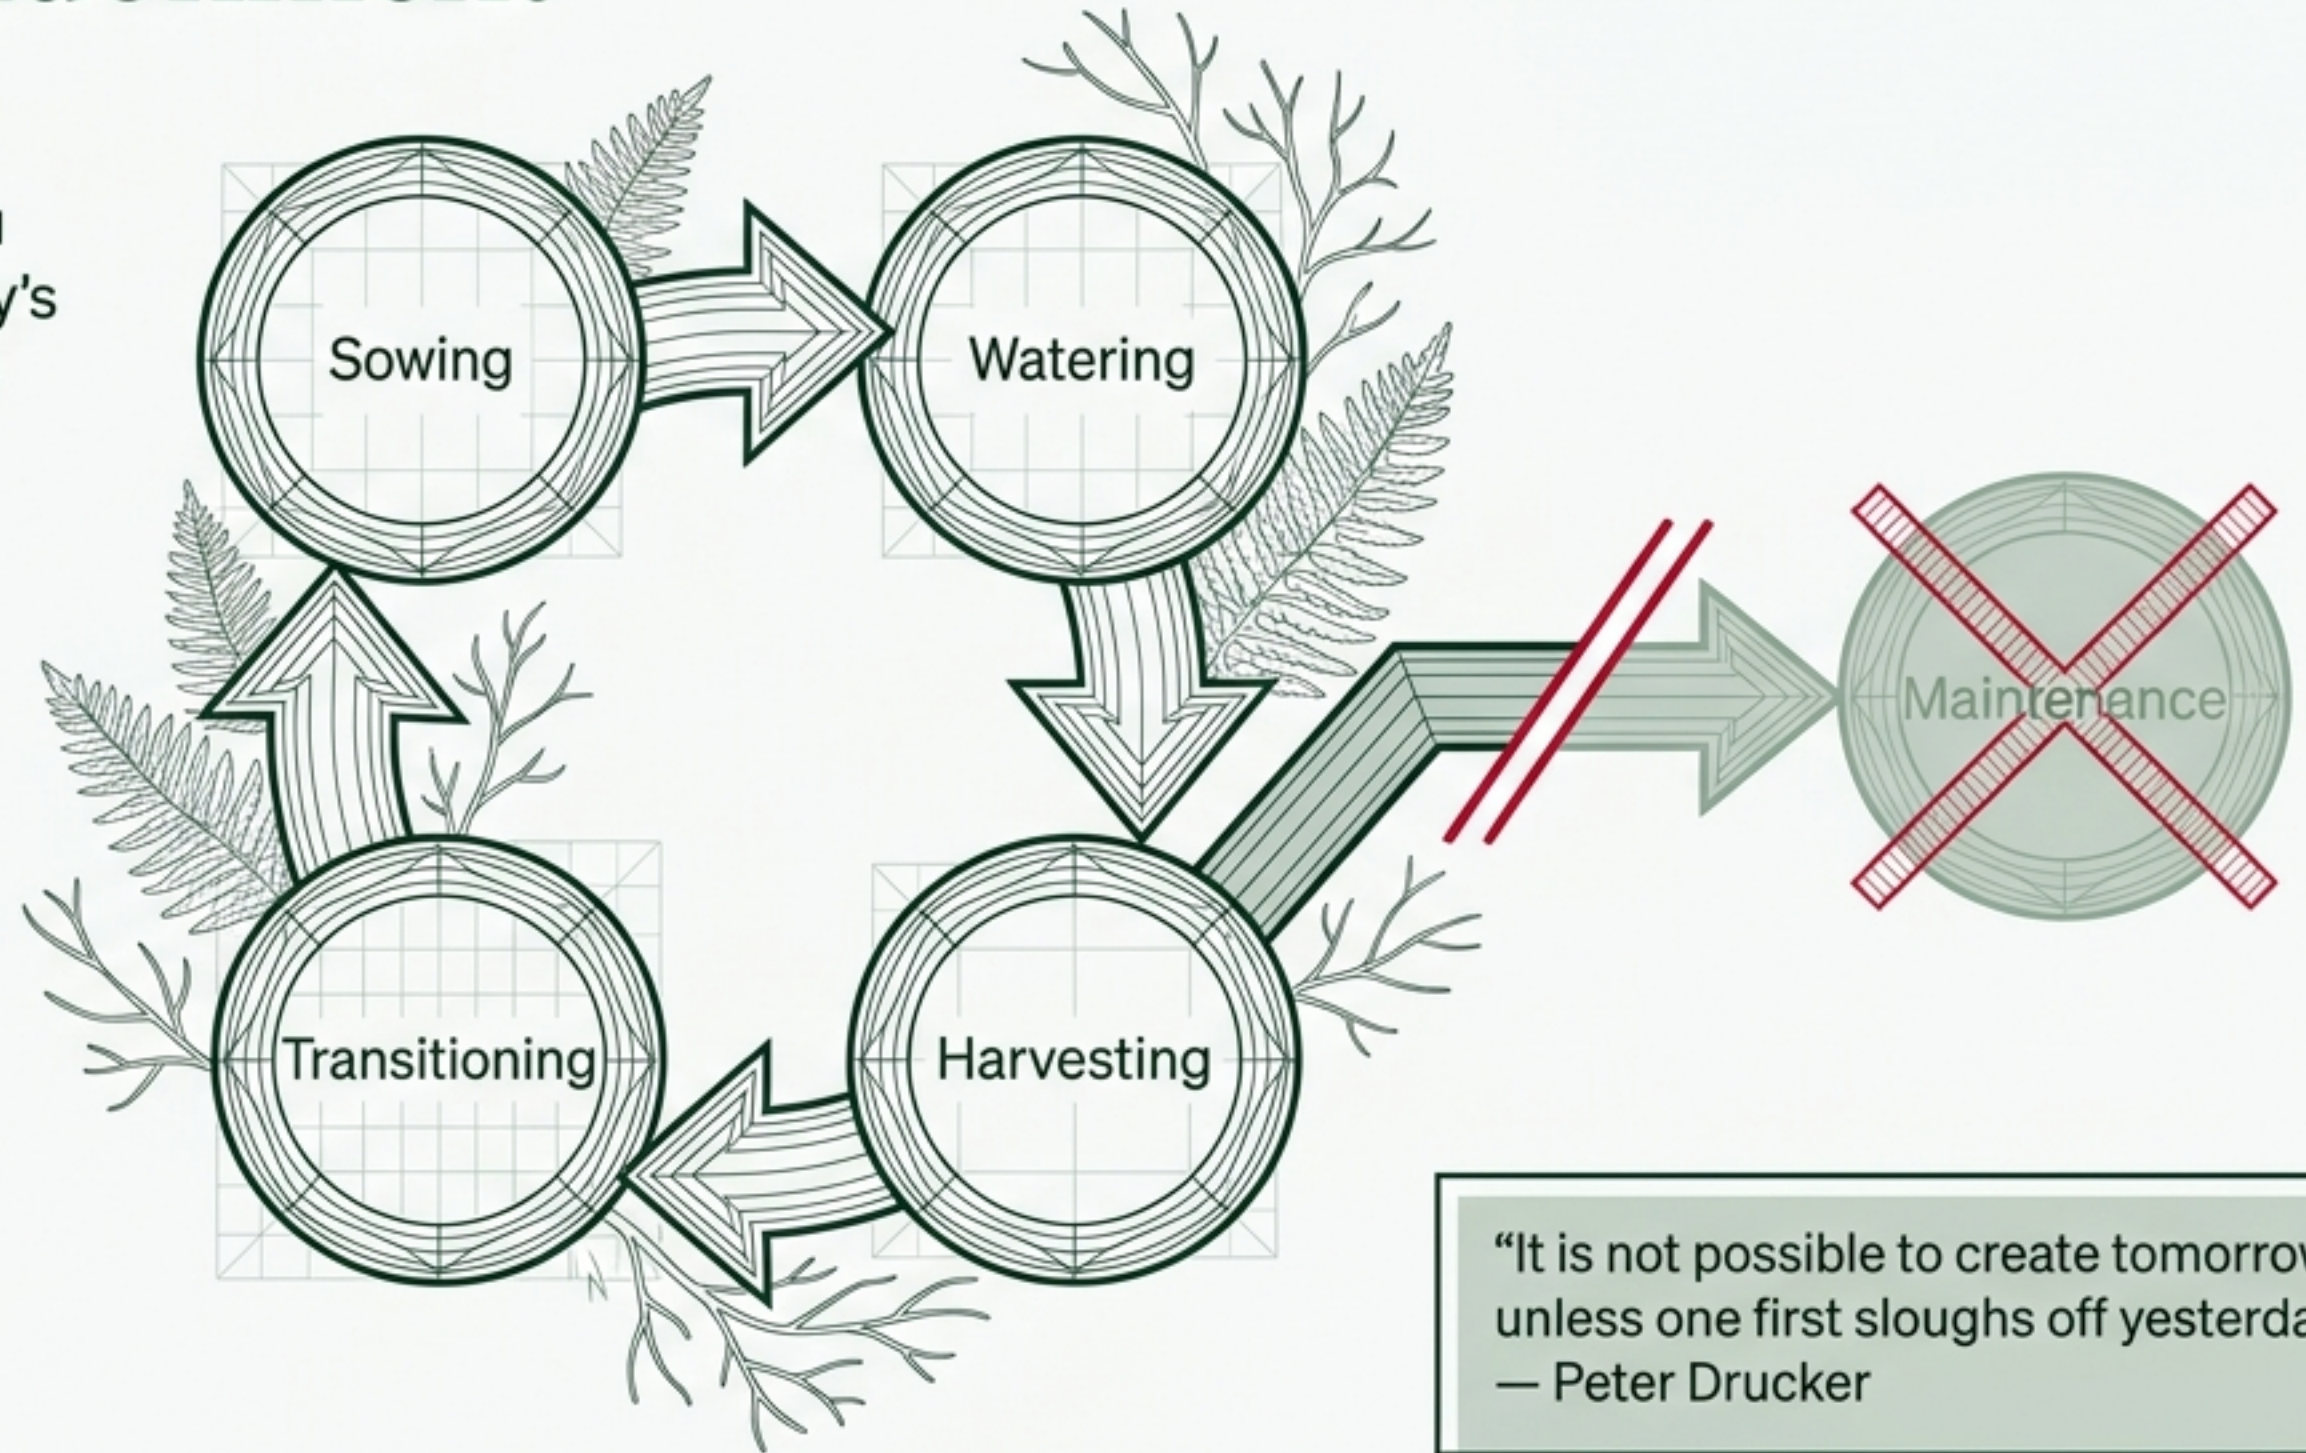 y's
Sowing
Watering
Maintenance
Transitioning
Harvesting
“It is not possible to create tomorrow
unless one first sloughs off yesterda
— Peter Drucker